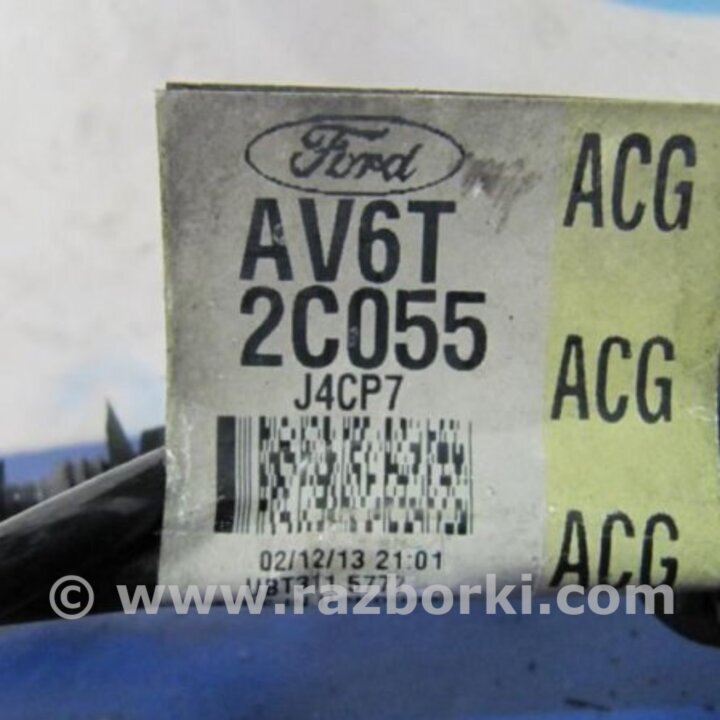 Ford
AV6T
ACG
2C055
ACG
J4CP7
02/12/13 21:01
ACG
© www.razborki.com